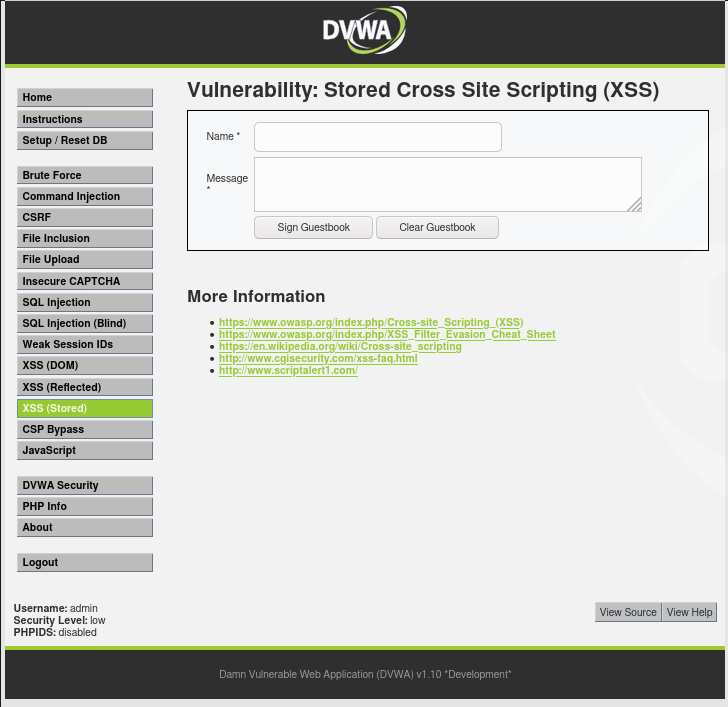 DVWA
Home
Instructions
Setup / Reset DB
Brute Force
Command Injection
CSRF
File Inclusion
File Upload
Insecure CAPTCHA
SQL Injection
SQL Injection (Blind)
Weak Session IDs
XSS (DOM)
XSS (Reflected)
XSS (Stored)
CSP Bypass
JavaScript
DVWA Security
PHP Info
About
Logout
Vulnerability: Stored Cross Site Scripting (XSS)
Name *
Message
*
Sign Guestbook Clear Guestbook
More Information
• https://www.owasp.org/index.php/Cross-site_Scripting_(XSS)
• https://www.owasp.org/index.php/XSS_Filter_Evasion_Cheat_Sheet
• https://en.wikipedia.org/wiki/Cross-site_scripting
• http://www.cgisecurity.com/xss-faq.html
• http://www.scriptalert1.com/
Username: admin
Security Level: low
PHPIDS: disabled
View Source View Help
Damn Vulnerable Web Application (DVWA) v1.10 *Development*